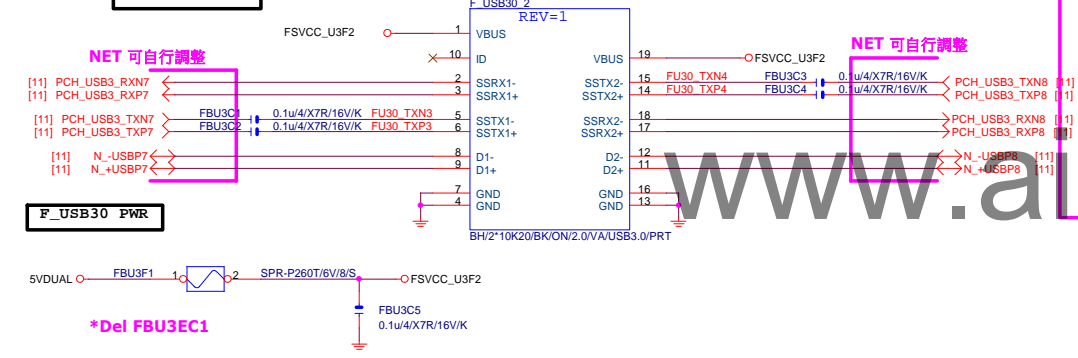 F_USB30_2
REV=1
FSVCC_U3F2
1
VBUS
NET 可自行調整
10
ID
VBUS
19
FSVCC_U3F2
NET 可自行調整
[11] PCH_USB3_RXN7
2
SSRX1-
SSTX2-
15
FU30_TXN4
FBU3C3
0.1u/4/X7R/16V/K
PCH_USB3_TXN8 [11]
[11] PCH_USB3_RXP7
3
SSRX1+
SSTX2+
14
FU30_TXP4
FBU3C4
0.1u/4/X7R/16V/K
PCH_USB3_TXP8 [11]
[11] PCH_USB3_TXN7
FBU3C1
0.1u/4/X7R/16V/K
FU30_TXN3
5
SSTX1-
SSRX2-
18
PCH_USB3_RXN8 [11]
[11] PCH_USB3_TXP7
FBU3C2
0.1u/4/X7R/16V/K
FU30_TXP3
6
SSTX1+
SSRX2+
17
PCH_USB3_RXP8 [11]
[11] N_-USBP7
8
D1-
D2-
12
N_-USBP8 [11]
[11] N_+USBP7
9
D1+
D2+
11
N_+USBP8 [11]
7
GND
GND
16
4
GND
GND
13
www.ai
F_USB30 PWR
BH/2*10K20/BK/ON/2.0/VA/USB3.0/PRT
5VDUAL
FBU3F1
1
2
SPR-P260T/6V/8/S
FSVCC_U3F2
FBU3C5
0.1u/4/X7R/16V/K
*Del FBU3EC1